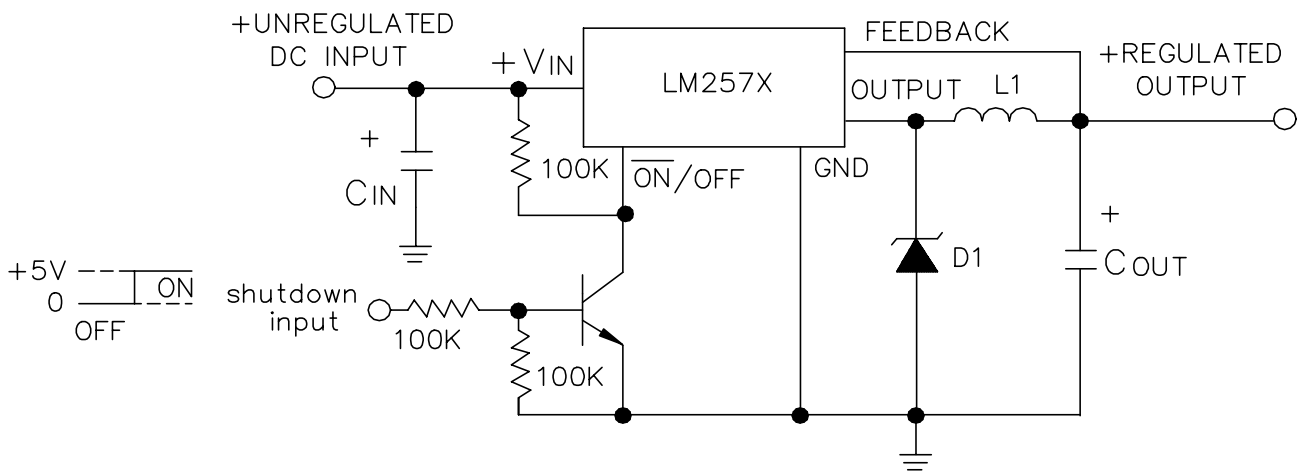 +UNREGULATED
DC INPUT
+VIN
LM257X
FEEDBACK
OUTPUT
L1
+REGULATED
OUTPUT
+
CIN
100K
ON/OFF
GND
+
COUT
D1
+5V
0
ON
OFF
shutdown
input
100K
100K